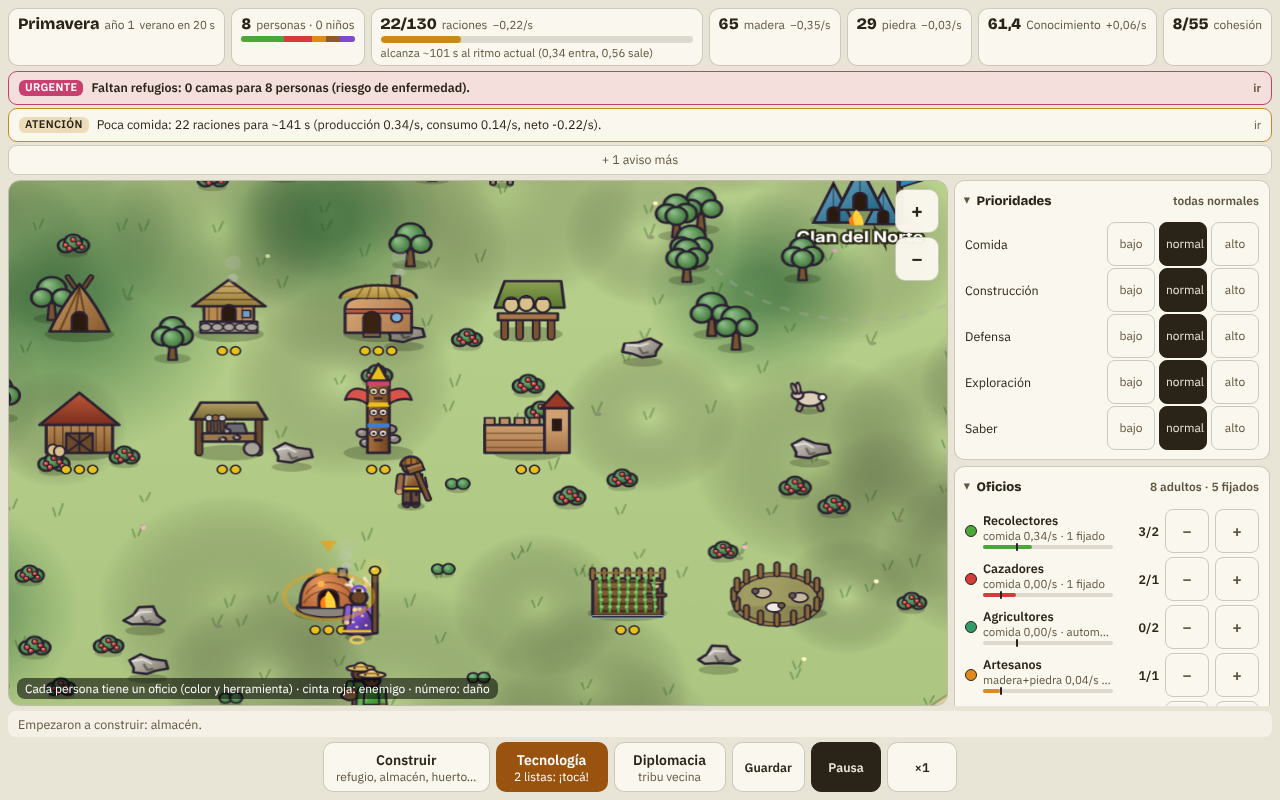 Primavera año 1 verano en 20 s
8 personas · 0 niños
22/130 raciones −0,22/s
alcanza ~101 s al ritmo actual (0,34 entra, 0,56 sale)
65 madera −0,35/s
29 piedra −0,03/s
61,4 Conocimiento +0,06/s
8/55 cohesión
URGENTE Faltan refugios: 0 camas para 8 personas (riesgo de enfermedad). ir
ATENCIÓN Poca comida: 22 raciones para ~141 s (producción 0.34/s, consumo 0.14/s, neto -0.22/s). ir
+ 1 aviso más
+
Clan del Norte
−
▼ Prioridades todas normales
Comida bajo normal alto
Construcción bajo normal alto
Defensa bajo normal alto
Exploración bajo normal alto
Saber bajo normal alto
▼ Oficios 8 adultos · 5 fijados
Recolectores 3/2 − +
comida 0,34/s · 1 fijado
Cazadores 2/1 − +
comida 0,00/s · 1 fijado
Agricultores 0/2 − +
comida 0,00/s · autom…
Artesanos 1/1 − +
madera+piedra 0,04/s …
Cada persona tiene un oficio (color y herramienta) · cinta roja: enemigo · número: daño
Empezaron a construir: almacén.
Construir
refugio, almacén, huerto…
Tecnología
2 listas: ¡tocá!
Diplomacia
tribu vecina
Guardar
Pausa
×1